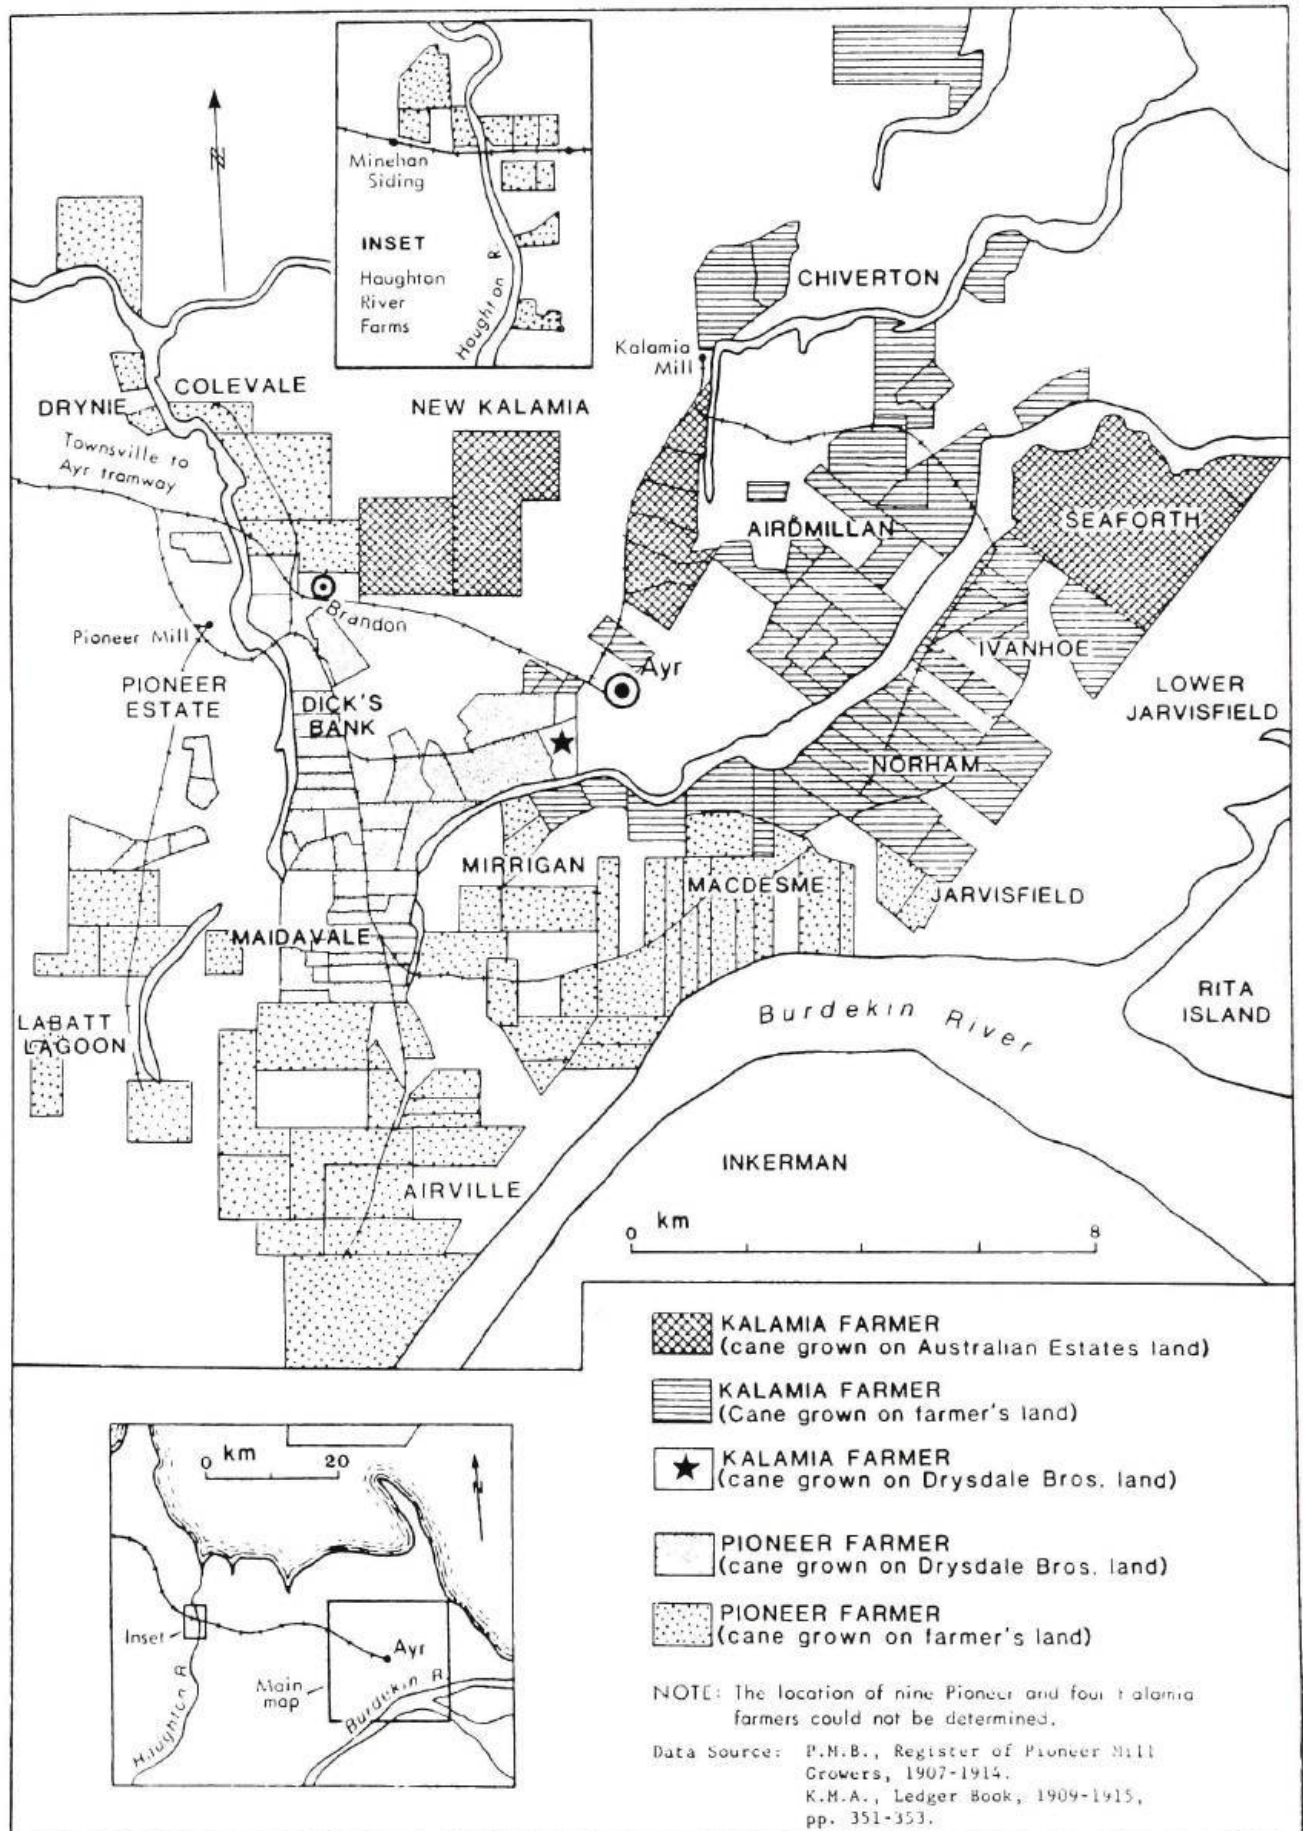 N
Minehan
Siding
INSET
Haughton
River
Farms
Haughton R.
CHIVERTON
Kalamia
Mill
COLEVALE
DRYNIE
NEW KALAMIA
Townsville to
Ayr tramway
AIRDMILLAN
SEAFORTH
Brandon
Pioneer Mill
IVANHOE
Ayr
PIONEER
ESTATE
DICK'S
BANK
LOWER
JARVISFIELD
NORHAM
MIRRIGAN
MACDESME
JARVISFIELD
MAIDAVALE
RITA
ISLAND
LABATT
LAGOON
Burdekin River
INKERMAN
AIRVILLE
0 km 8
KALAMIA FARMER
(cane grown on Australian Estates land)
KALAMIA FARMER
(Cane grown on farmer's land)
KALAMIA FARMER
(cane grown on Drysdale Bros. land)
PIONEER FARMER
(cane grown on Drysdale Bros. land)
PIONEER FARMER
(cane grown on farmer's land)
0 km 20
N
Inset
Ayr
Main
map
Haughton R.
Burdekin R.
NOTE: The location of nine Pioneer and four Kalamia
farmers could not be determined.
Data Source: P.M.B., Register of Pioneer Mill
Growers, 1907-1914.
K.M.A., Ledger Book, 1909-1915,
pp. 351-353.